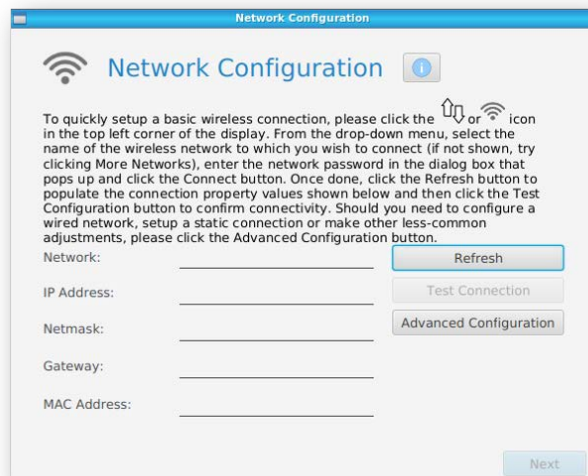 Network Configuration
Network Configuration
To quickly setup a basic wireless connection, please click the or icon
in the top left corner of the display. From the drop-down menu, select the
name of the wireless network to which you wish to connect (if not shown, try
clicking More Networks), enter the network password in the dialog box that
pops up and click the Connect button. Once done, click the Refresh button to
populate the connection property values shown below and then click the Test
Configuration button to confirm connectivity. Should you need to configure a
wired network, setup a static connection or make other less-common
adjustments, please click the Advanced Configuration button.
Network:
Refresh
IP Address:
Test Connection
Netmask:
Advanced Configuration
Gateway:
MAC Address:
Next